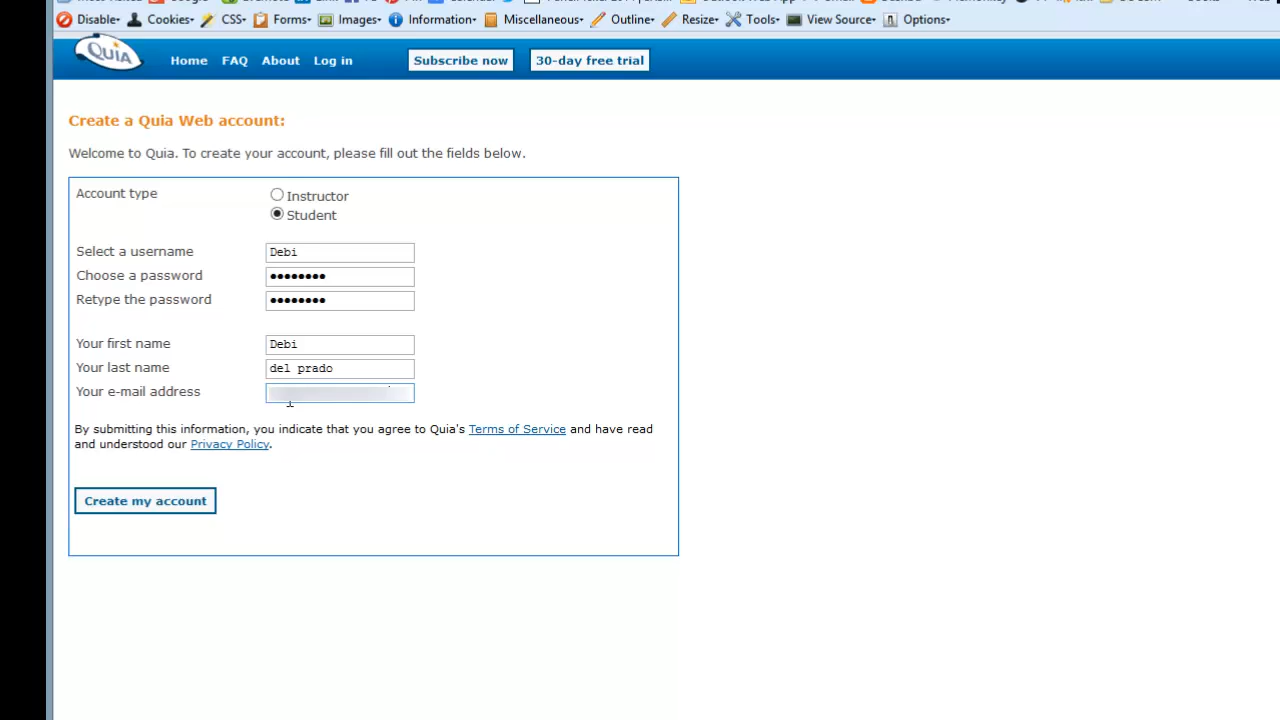 Disable▾ Cookies▾ CSS▾ Forms▾ Images▾ Information▾ Miscellaneous▾ Outline▾ Resize▾ Tools▾ View Source▾ Options▾
QUIA Home FAQ About Log in Subscribe now 30-day free trial
Create a Quia Web account:
Welcome to Quia. To create your account, please fill out the fields below.
Account type Instructor
Student
Select a username Debi
Choose a password ••••••••
Retype the password ••••••••
Your first name Debi
Your last name del prado
Your e-mail address
By submitting this information, you indicate that you agree to Quia's Terms of Service and have read
and understood our Privacy Policy.
Create my account